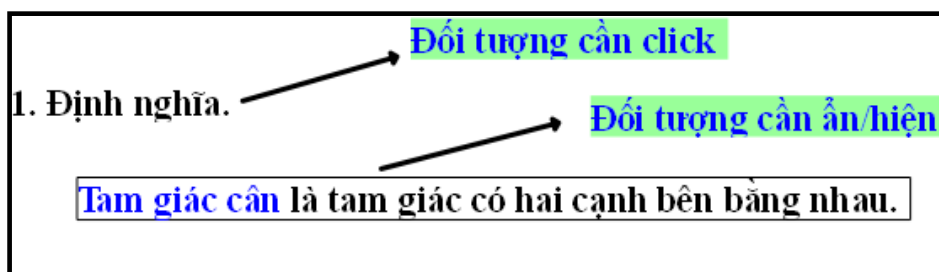 Đối tượng cần click
1. Định nghĩa.
Đối tượng cần ẩn/hiện
Tam giác cân là tam giác có hai cạnh bên bằng nhau.